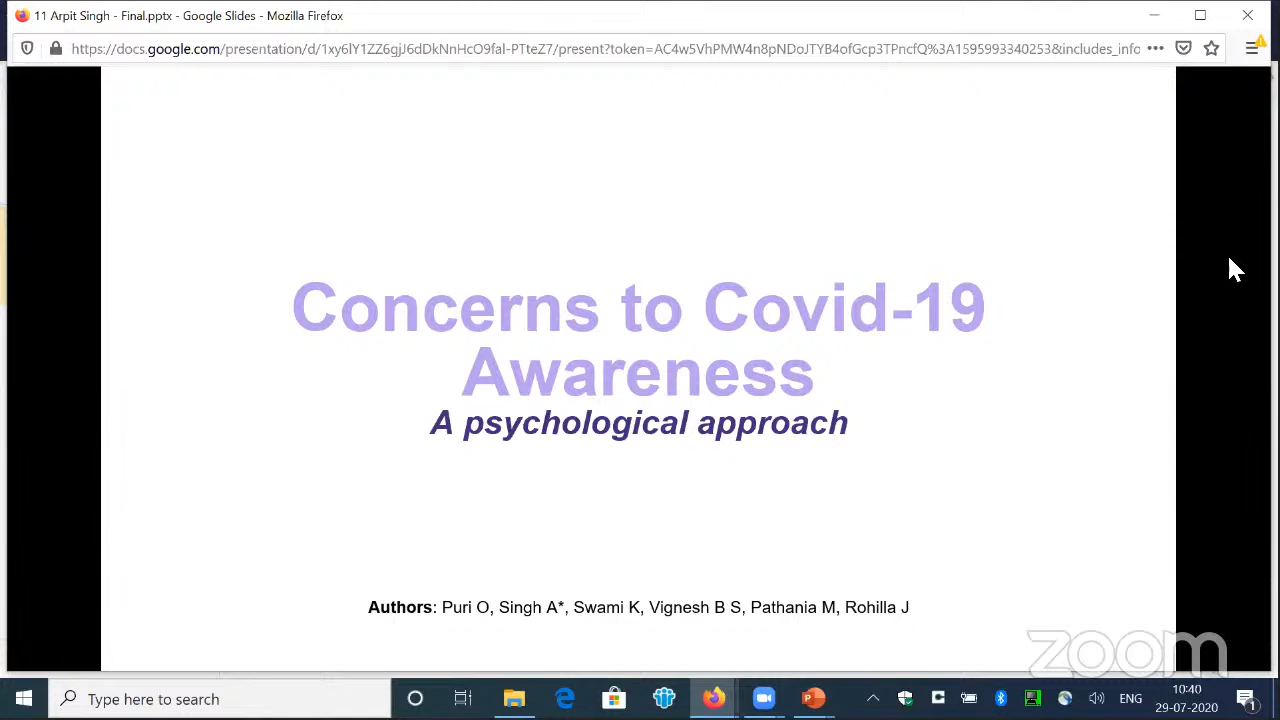 11 Arpit Singh - Final.pptx - Google Slides - Mozilla Firefox
https://docs.google.com/presentation/d/1xy6lY1ZZ6gjJ6dDkNnHcO9faI-PTteZ7/present?token=AC4w5VhPMW4n8pNDoJTYB4ofGcp3TPncfQ%3A1595993340253&includes_info
Concerns to Covid-19
Awareness
A psychological approach
Authors: Puri O, Singh A*, Swami K, Vignesh B S, Pathania M, Rohilla J
zoom
Type here to search
ENG
10:40
29-07-2020
1